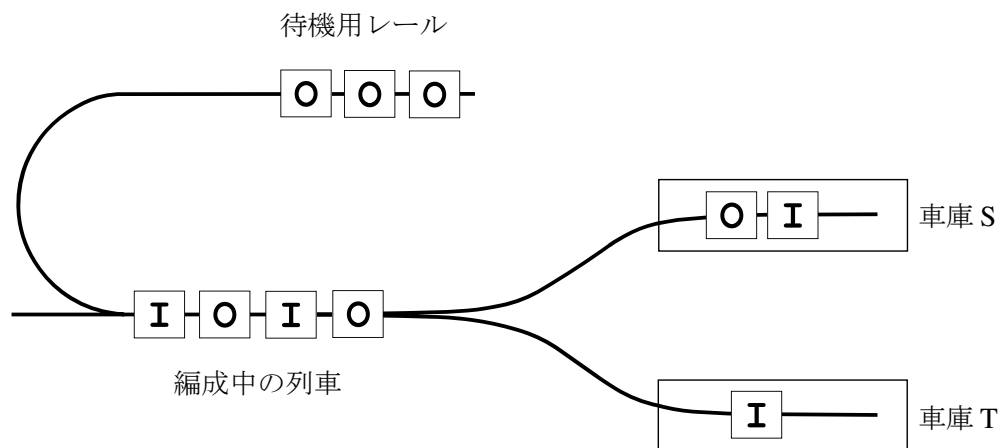 待機用レール
O O O
O I
車庫 S
I O I O
編成中の列車
I
車庫 T